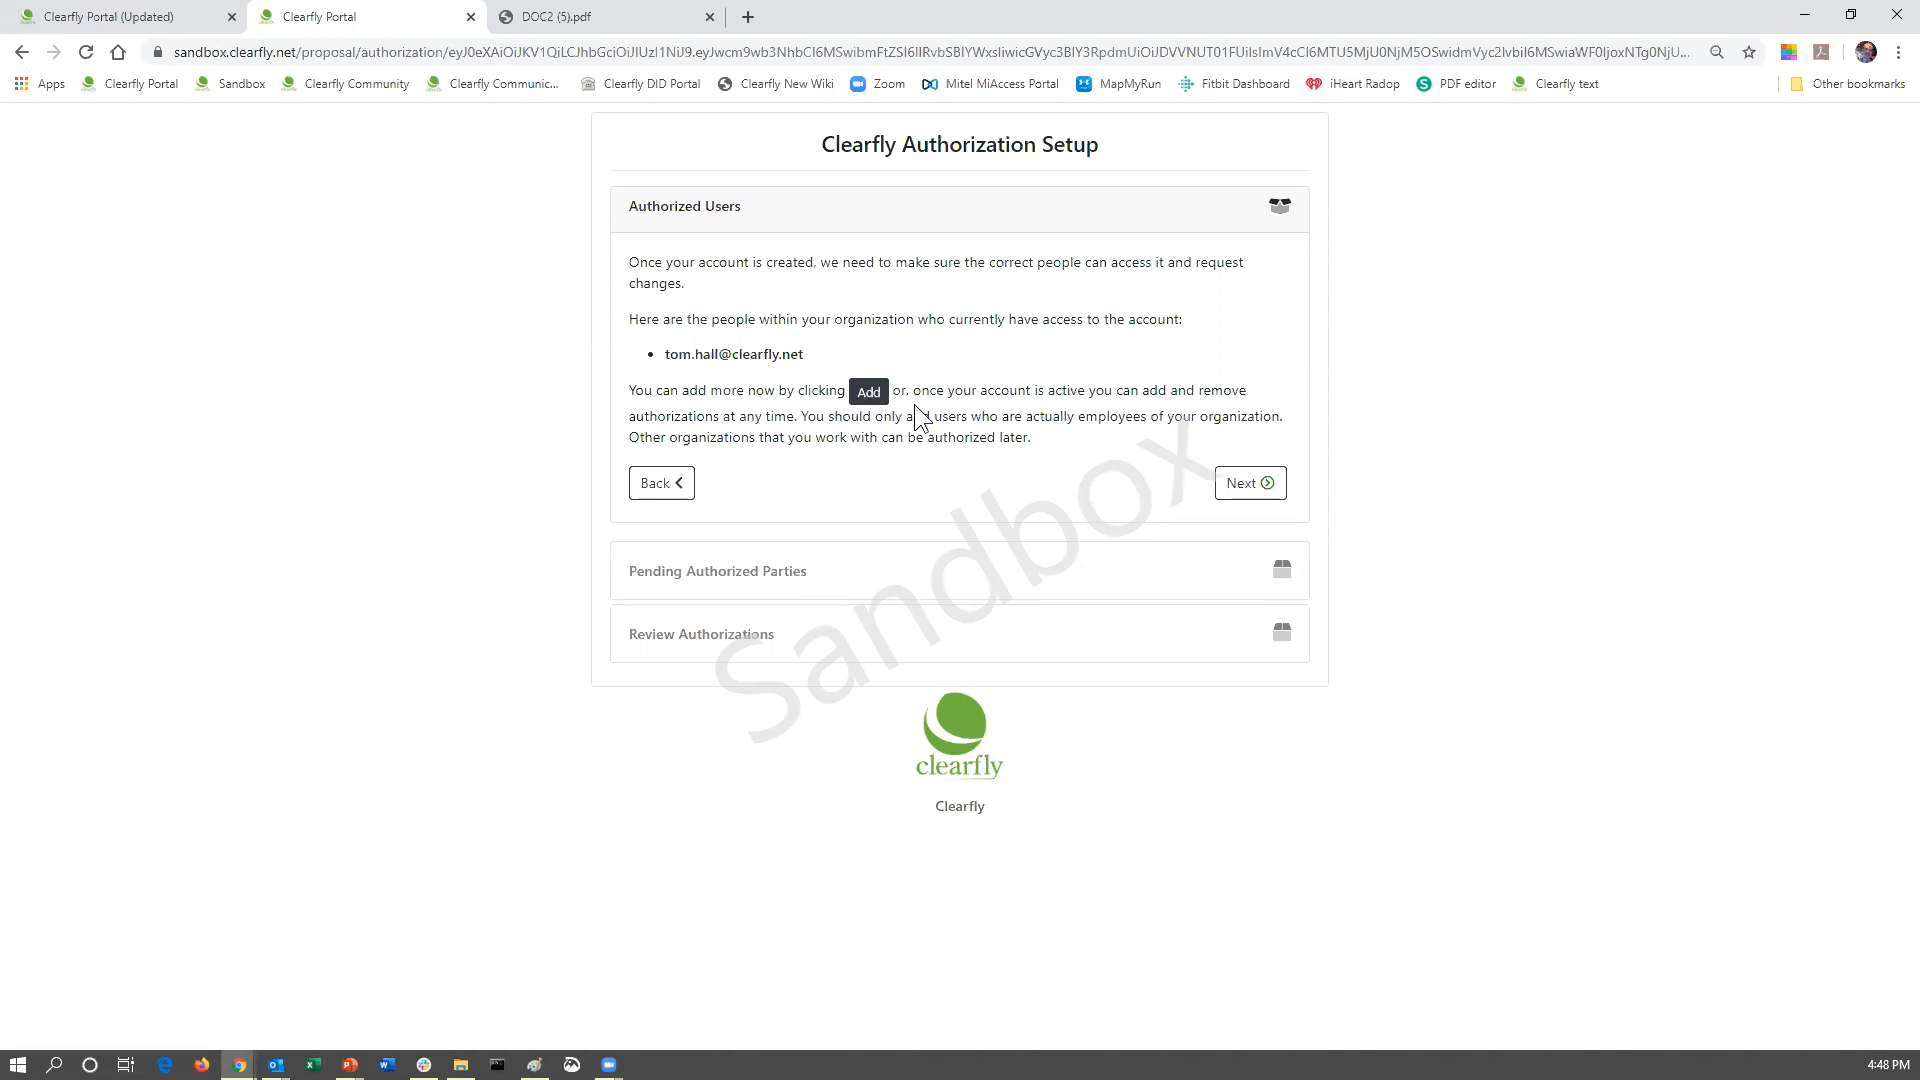 Clearfly Portal (Updated)
Clearfly Portal
DOC2 (5).pdf
sandbox.clearfly.net/proposal/authorization/
Apps
Clearfly Portal
Sandbox
Clearfly Community
Clearfly Communic...
Clearfly DID Portal
Clearfly New Wiki
Zoom
Mitel MiAccess Portal
MapMyRun
Fitbit Dashboard
iHeart Radop
PDF editor
Clearfly text
Other bookmarks
Clearfly Authorization Setup
Authorized Users
Once your account is created, we need to make sure the correct people can access it and request
changes.
Here are the people within your organization who currently have access to the account:
• tom.hall@clearfly.net
You can add more now by clicking Add or, once your account is active you can add and remove
authorizations at any time. You should only add users who are actually employees of your organization.
Other organizations that you work with can be authorized later.
Back
Next
Pending Authorized Parties
Review Authorizations
Sandbox
clearfly
Clearfly
4:48 PM